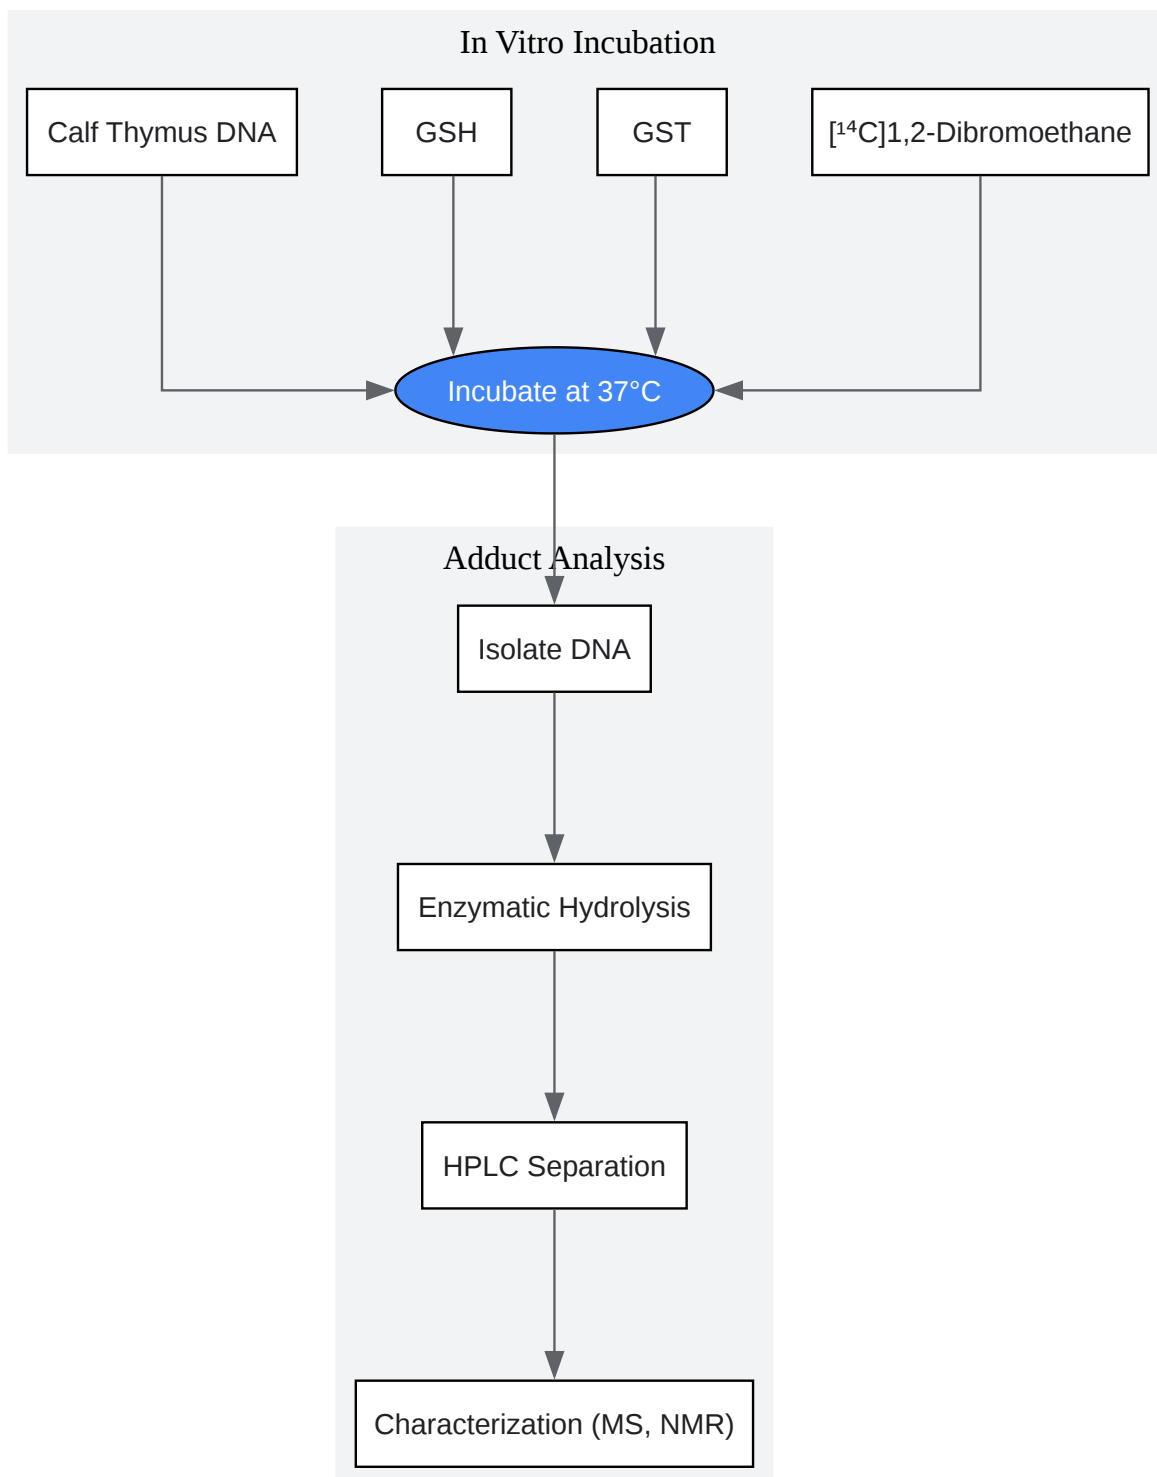 In Vitro Incubation
Calf Thymus DNA
GSH
GST
[¹⁴C]1,2-Dibromoethane
Incubate at 37°C
Adduct Analysis
Isolate DNA
Enzymatic Hydrolysis
HPLC Separation
Characterization (MS, NMR)